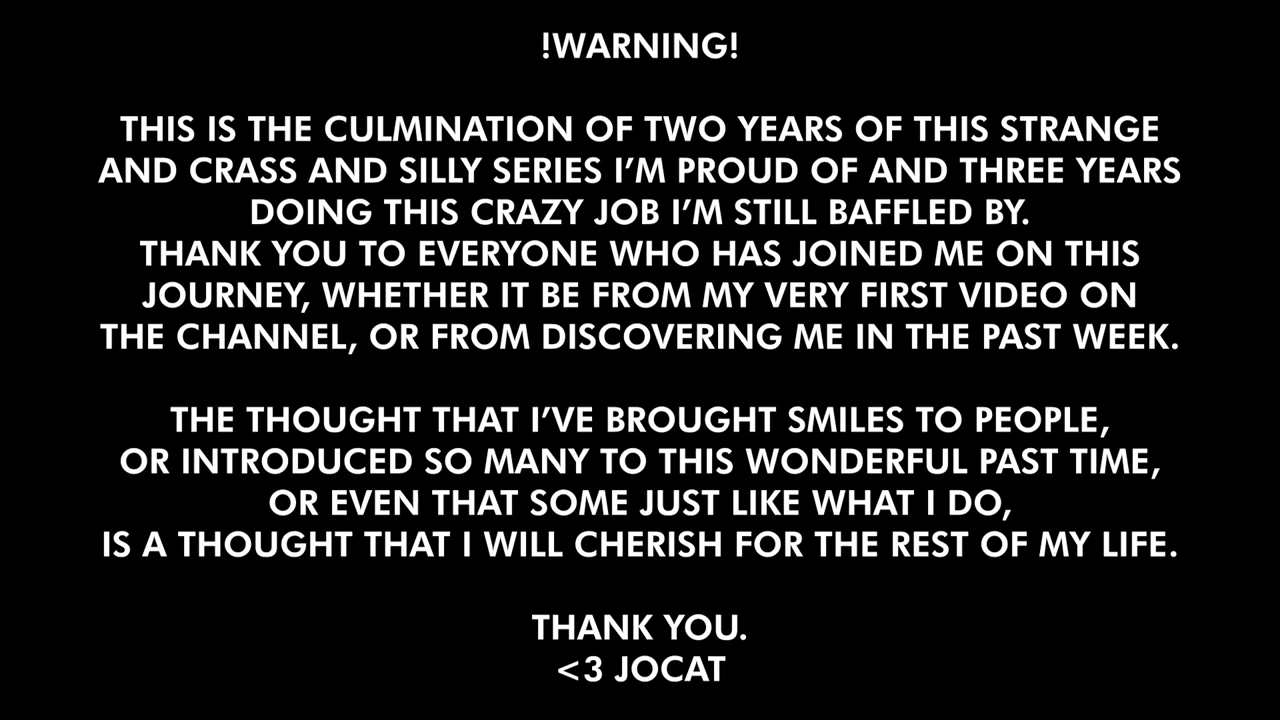 !WARNING!
THIS IS THE CULMINATION OF TWO YEARS OF THIS STRANGE
AND CRASS AND SILLY SERIES I’M PROUD OF AND THREE YEARS
DOING THIS CRAZY JOB I’M STILL BAFFLED BY.
THANK YOU TO EVERYONE WHO HAS JOINED ME ON THIS
JOURNEY, WHETHER IT BE FROM MY VERY FIRST VIDEO ON
THE CHANNEL, OR FROM DISCOVERING ME IN THE PAST WEEK.
THE THOUGHT THAT I’VE BROUGHT SMILES TO PEOPLE,
OR INTRODUCED SO MANY TO THIS WONDERFUL PAST TIME,
OR EVEN THAT SOME JUST LIKE WHAT I DO,
IS A THOUGHT THAT I WILL CHERISH FOR THE REST OF MY LIFE.
THANK YOU.
<3 JOCAT